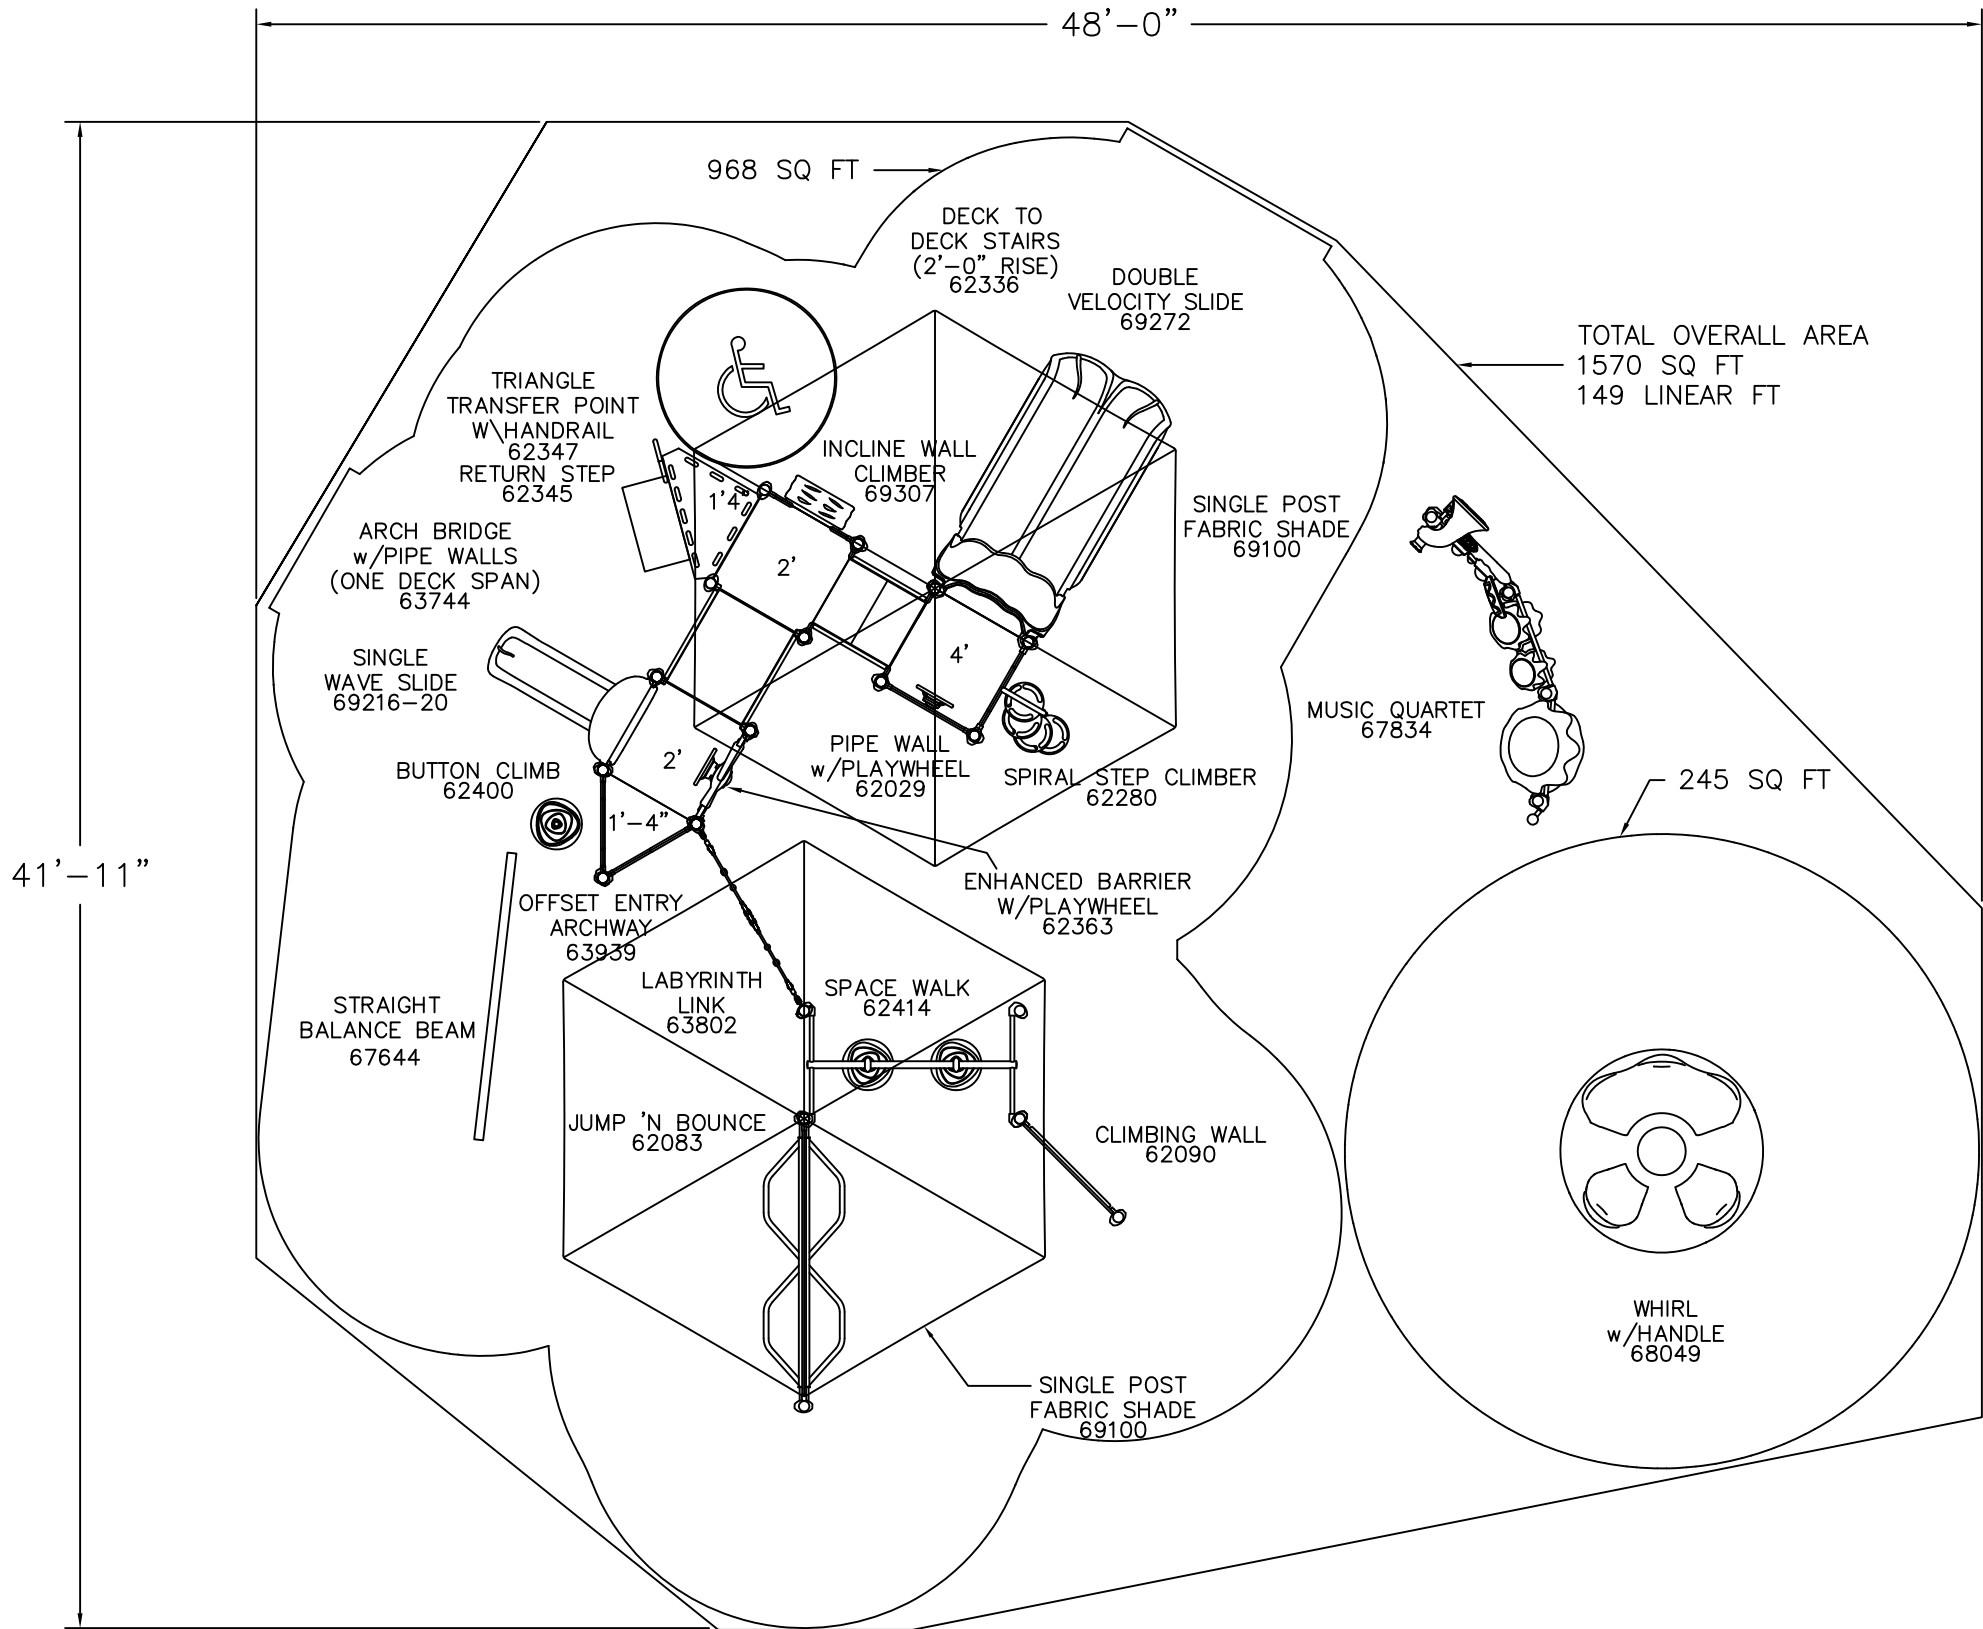 48'-0"
968 SQ FT
DECK TO
DECK STAIRS
(2'-0" RISE)
62336
DOUBLE
VELOCITY SLIDE
69272
TOTAL OVERALL AREA
1570 SQ FT
149 LINEAR FT
TRIANGLE
TRANSFER POINT
W\HANDRAIL
62347
RETURN STEP
62345
1'4"
INCLINE WALL
CLIMBER
69307
SINGLE POST
FABRIC SHADE
69100
ARCH BRIDGE
w/PIPE WALLS
(ONE DECK SPAN)
63744
2'
4'
SINGLE
WAVE SLIDE
69216-20
MUSIC QUARTET
67834
2'
PIPE WALL
w/PLAYWHEEL
62029
SPIRAL STEP CLIMBER
62280
BUTTON CLIMB
62400
1'-4"
245 SQ FT
41'-11"
ENHANCED BARRIER
W/PLAYWHEEL
62363
OFFSET ENTRY
ARCHWAY
63939
LABYRINTH
LINK
63802
SPACE WALK
62414
STRAIGHT
BALANCE BEAM
67644
JUMP 'N BOUNCE
62083
CLIMBING WALL
62090
WHIRL
w/HANDLE
68049
SINGLE POST
FABRIC SHADE
69100